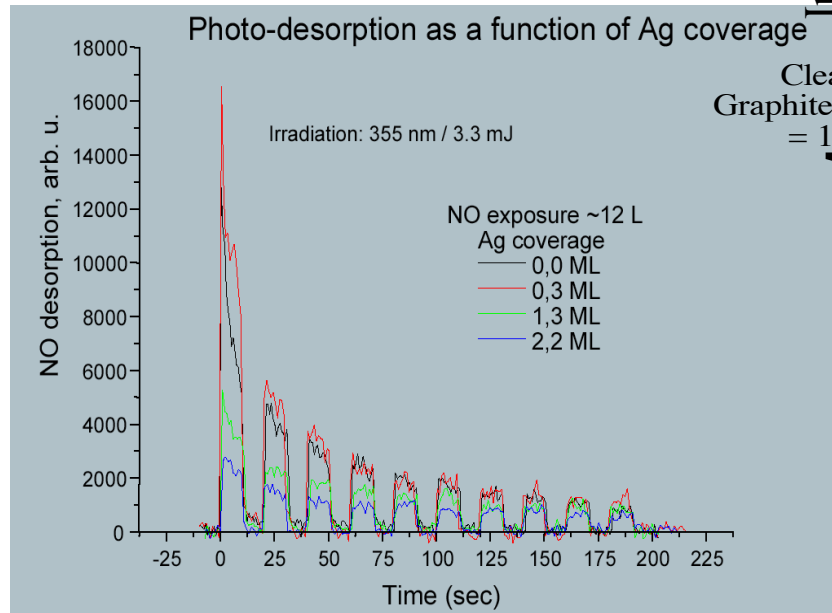 Photo-desorption as a function of Ag coverage
Clea
Graphite
= 1
Irradiation: 355 nm / 3.3 mJ
NO exposure ~12 L
Ag coverage
0,0 ML
0,3 ML
1,3 ML
2,2 ML
NO desorption, arb. u.
18000
16000
14000
12000
10000
8000
6000
4000
2000
0
-25 0 25 50 75 100 125 150 175 200 225
Time (sec)